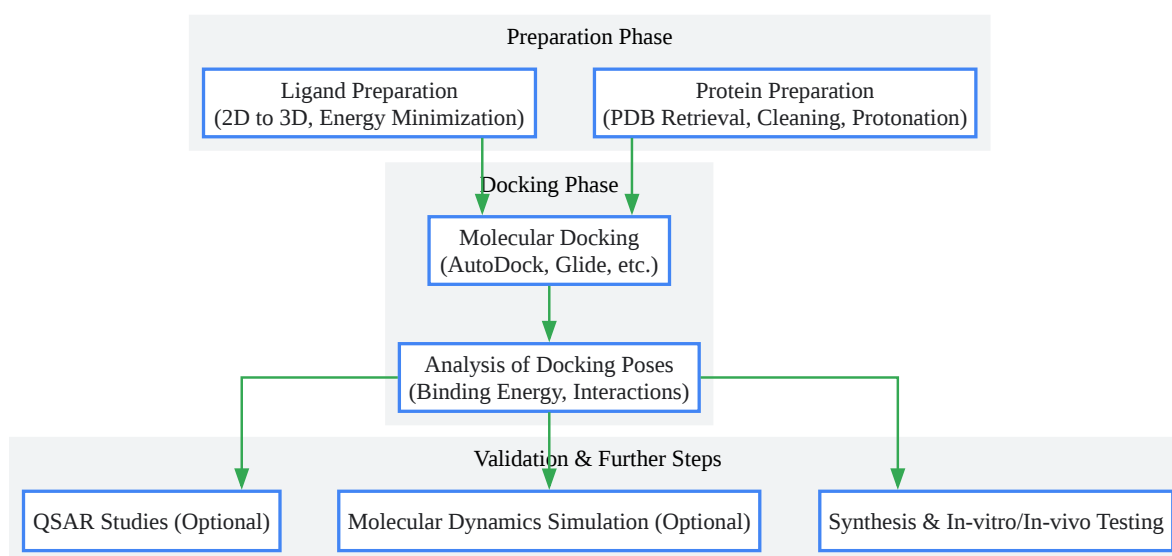 Preparation Phase
Ligand Preparation
(2D to 3D, Energy Minimization)
Protein Preparation
(PDB Retrieval, Cleaning, Protonation)
Docking Phase
Molecular Docking
(AutoDock, Glide, etc.)
Analysis of Docking Poses
(Binding Energy, Interactions)
Validation & Further Steps
QSAR Studies (Optional)
Molecular Dynamics Simulation (Optional)
Synthesis & In-vitro/In-vivo Testing